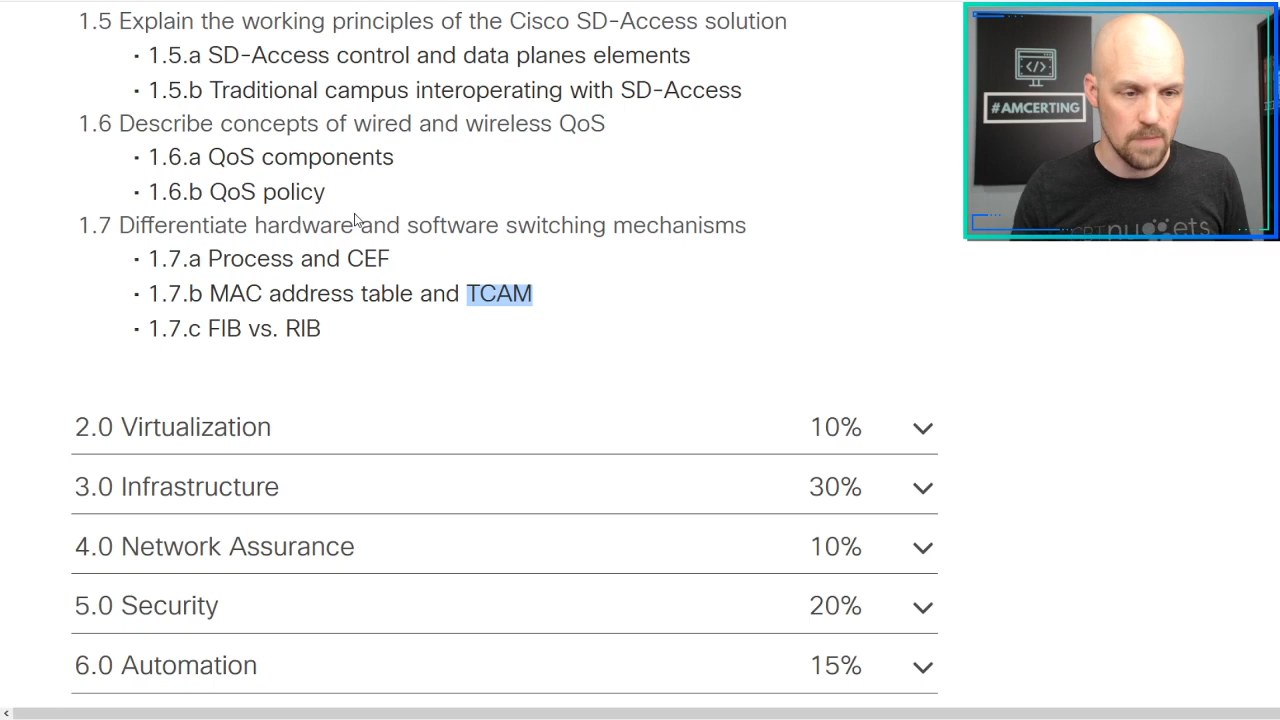 1.5 Explain the working principles of the Cisco SD-Access solution
1.5.a SD-Access control and data planes elements
1.5.b Traditional campus interoperating with SD-Access
1.6 Describe concepts of wired and wireless QoS
1.6.a QoS components
1.6.b QoS policy
1.7 Differentiate hardware and software switching mechanisms
1.7.a Process and CEF
1.7.b MAC address table and TCAM
1.7.c FIB vs. RIB
2.0 Virtualization 10%
3.0 Infrastructure 30%
4.0 Network Assurance 10%
5.0 Security 20%
6.0 Automation 15%
</>
#AMCERTING
nuggets